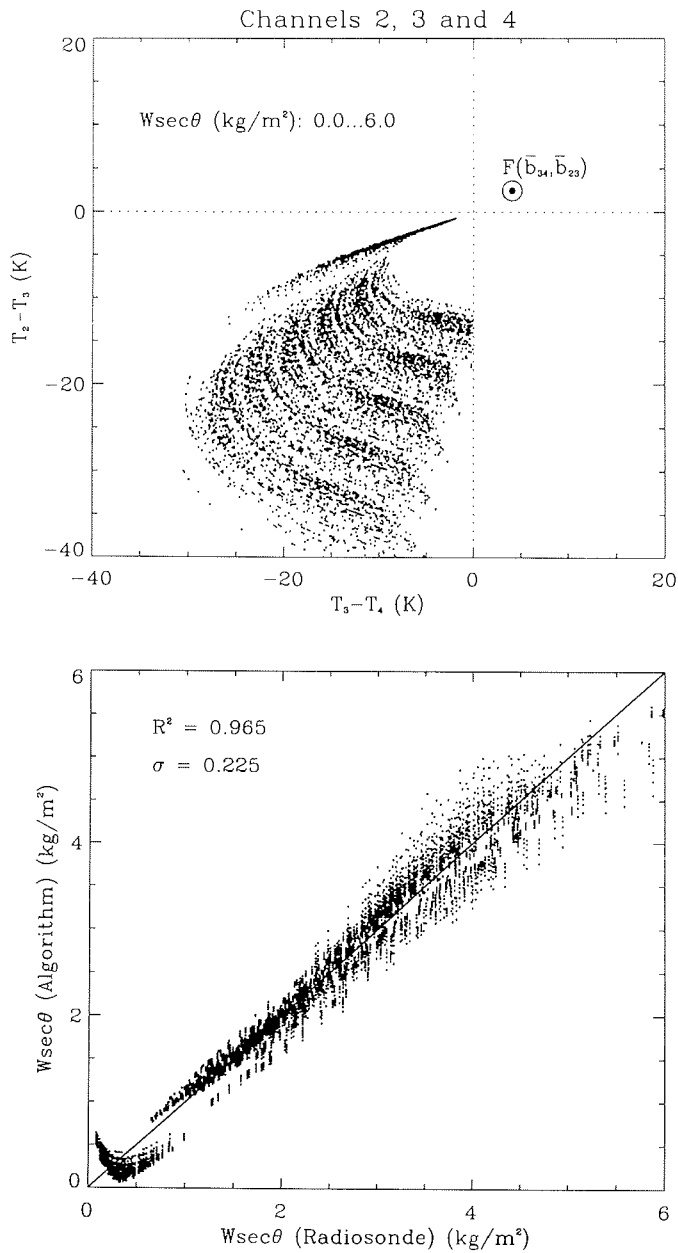 Channels 2, 3 and 4
20
Wsecθ (kg/m²): 0.0...6.0
F(b̅₃₄,b̅₂₃)
0
T₂−T₃ (K)
−20
−40
−40
−20
0
20
T₃−T₄ (K)
6
R² = 0.965
σ = 0.225
4
Wsecθ (Algorithm) (kg/m²)
2
0
0
2
4
6
Wsecθ (Radiosonde) (kg/m²)